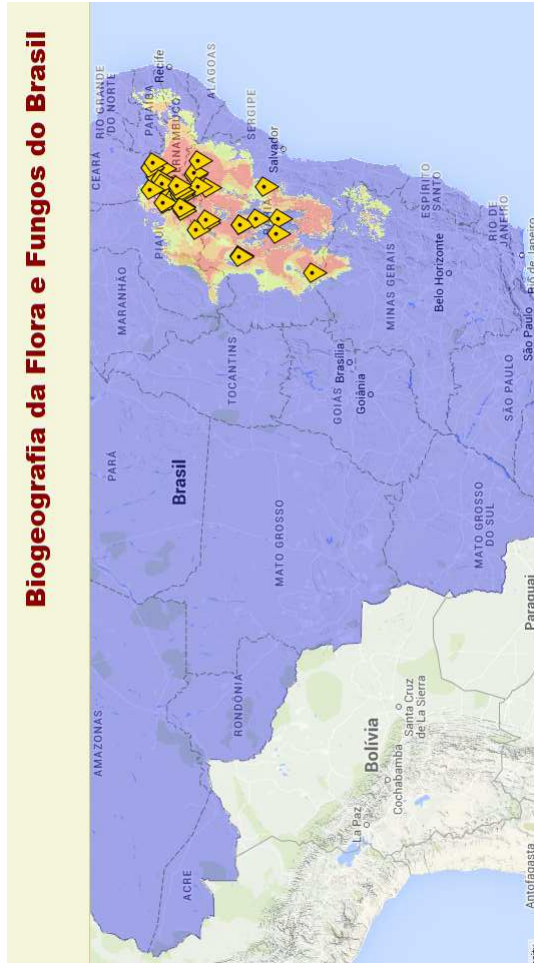 Biogeografia da Flora e Fungos do Brasil
AMAZONAS
CEARÁ
RIO GRANDE
DO NORTE
PARÁ
MARANHÃO
PARAÍBA
PIAUÍ
Recife
ERNAMBUCO
Brasil
ACRE
ALAGOAS
TOCANTINS
RONDÔNIA
SERGIPE
Salvador
MATO GROSSO
GOIÁS
Brasília
La Paz
Goiânia
Bolívia
MINAS GERAIS
Cochabamba
Santa Cruz
de La Sierra
ESPÍRITO
SANTO
Belo Horizonte
MATO GROSSO
DO SUL
RIO DE
JANEIRO
SÃO PAULO
Antofagasta
Paraguai
São Paulo
Rio de Janeiro